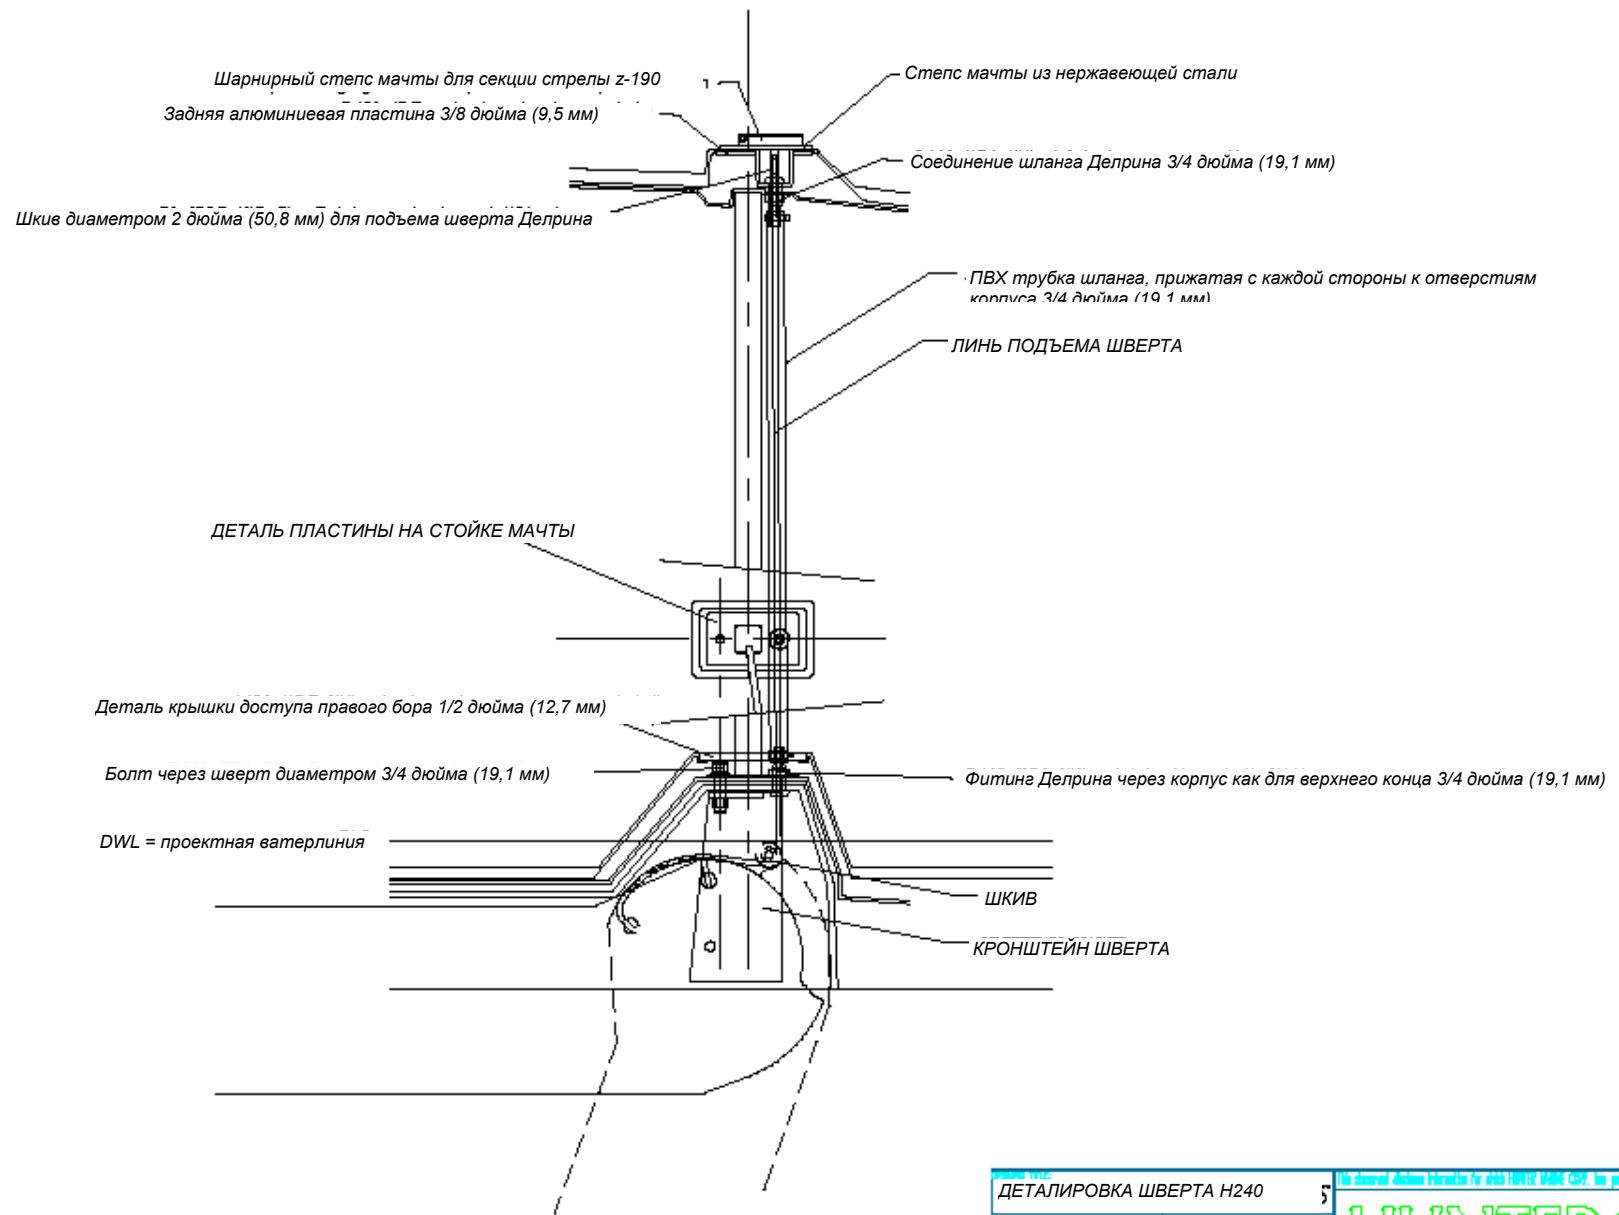 Шарнирный степс мачты для секции стрелы z-190
1
Степс мачты из нержавеющей стали
Задняя алюминиевая пластина 3/8 дюйма (9,5 мм)
Соединение шланга Делрина 3/4 дюйма (19,1 мм)
Шкив диаметром 2 дюйма (50,8 мм) для подъема шверта Делрина
ПВХ трубка шланга, прижатая с каждой стороны к отверстиям
корпуса 3/4 дюйма (19,1 мм)
ЛИНЬ ПОДЪЕМА ШВЕРТА
ДЕТАЛЬ ПЛАСТИНЫ НА СТОЙКЕ МАЧТЫ
Деталь крышки доступа правого бора 1/2 дюйма (12,7 мм)
Болт через шверт диаметром 3/4 дюйма (19,1 мм)
Фитинг Делрина через корпус как для верхнего конца 3/4 дюйма (19,1 мм)
DWL = проектная ватерлиния
ШКИВ
КРОНШТЕЙН ШВЕРТА
ДЕТАЛИРОВКА ШВЕРТА H240